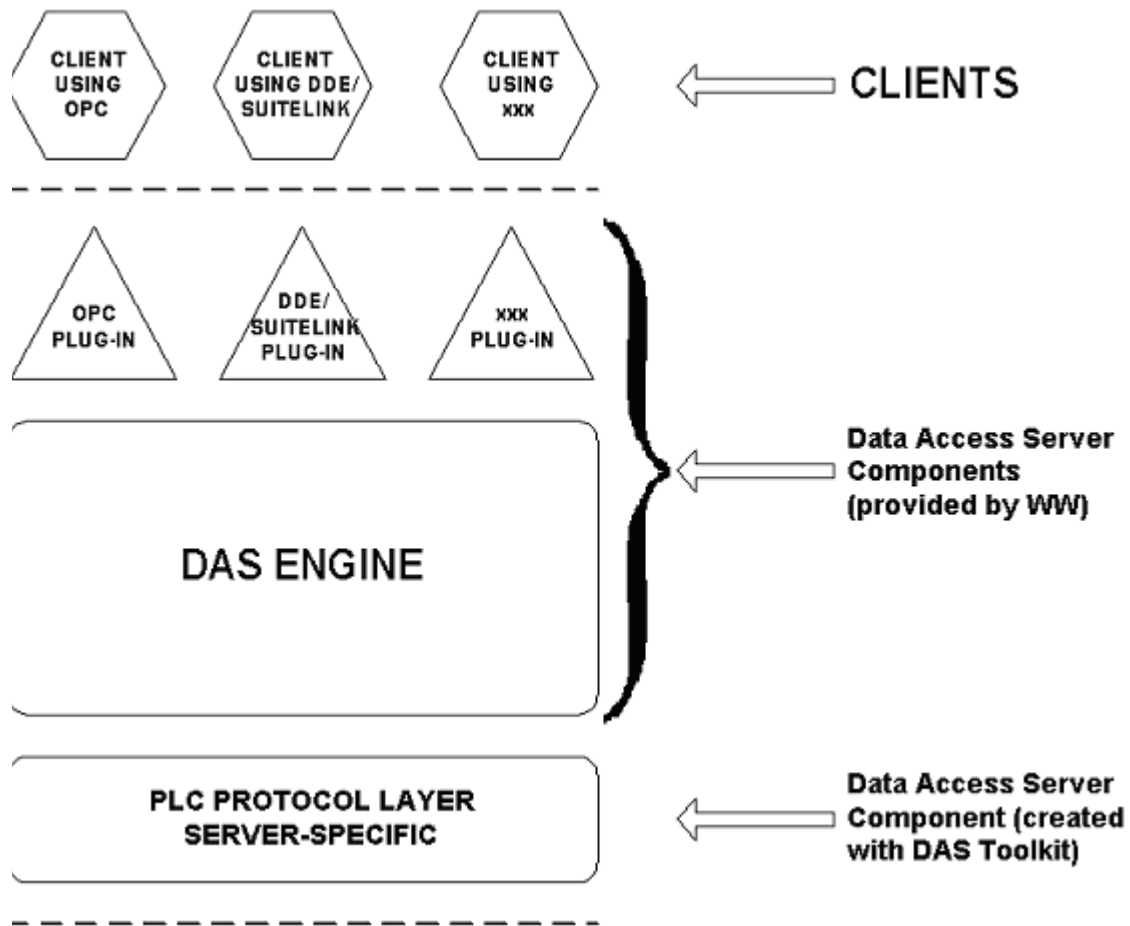 CLIENT
USING
OPC
CLIENT
USING DDE/
SUITELINK
CLIENT
USING
xxx
CLIENTS
OPC
PLUG-IN
DDE/
SUITELINK
PLUG-IN
xxx
PLUG-IN
Data Access Server
Components
(provided by WW)
DAS ENGINE
PLC PROTOCOL LAYER
SERVER-SPECIFIC
Data Access Server
Component (created
with DAS Toolkit)